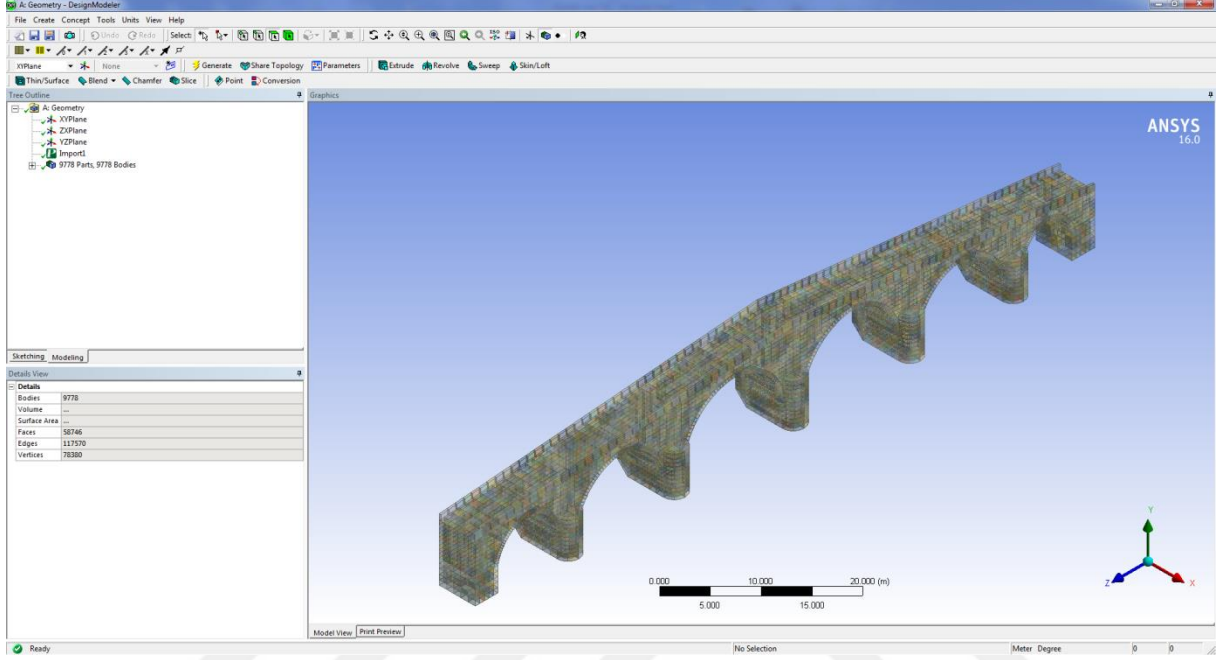 A: Geometry - DesignModeler
File Create Concept Tools Units View Help
Undo Redo Select:
XYPlane None Generate Share Topology Parameters Extrude Revolve Sweep Skin/Loft
Thin/Surface Blend Chamfer Slice Point Conversion
Tree Outline
A: Geometry
XYPlane
ZXPlane
YZPlane
Import1
9778 Parts, 9778 Bodies
Sketching Modeling
Details View
Details
Bodies 9778
Volume ...
Surface Area ...
Faces 58746
Edges 117570
Vertices 78380
Graphics
ANSYS
16.0
0.000 10.000 20.000 (m)
5.000 15.000
Y
Z X
Model View Print Preview
Ready No Selection Meter Degree 0 0